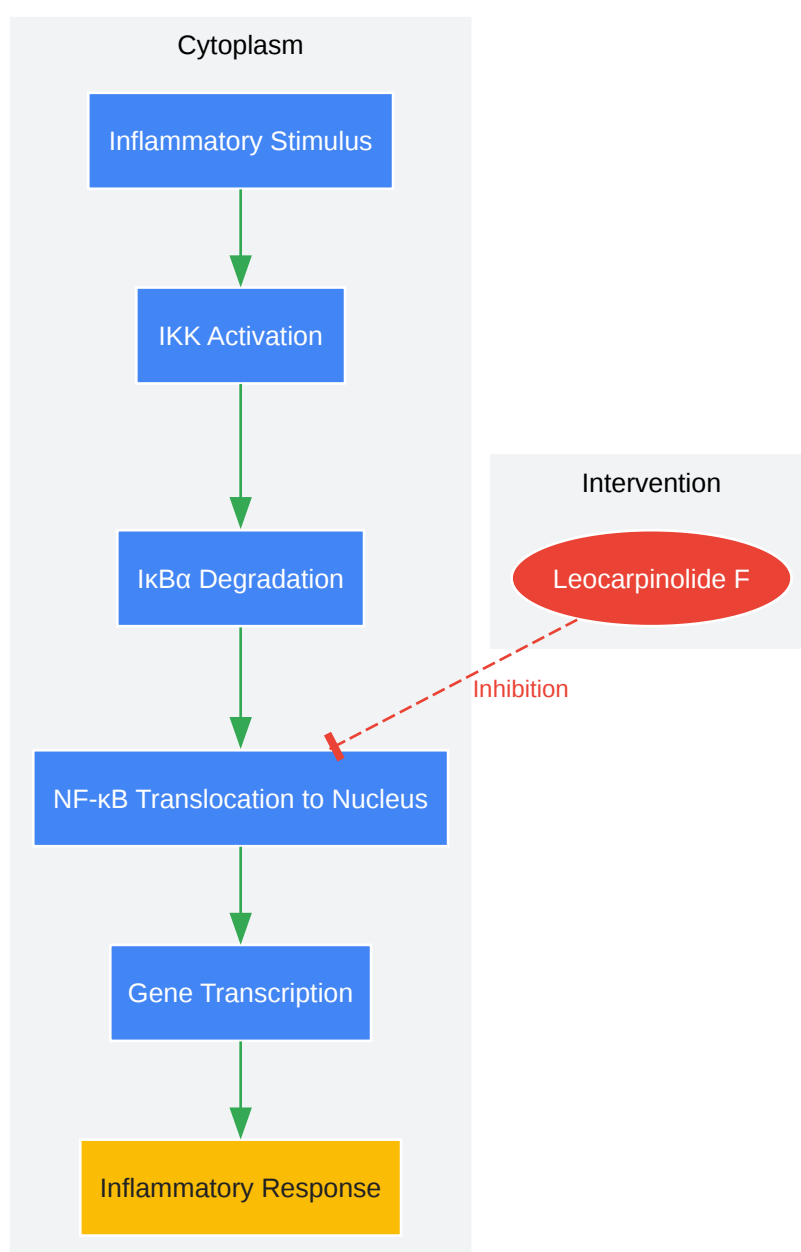 Cytoplasm
Inflammatory Stimulus
IKK Activation
Intervention
IκBα Degradation
Leocarpinolide F
Inhibition
NF-κB Translocation to Nucleus
Gene Transcription
Inflammatory Response